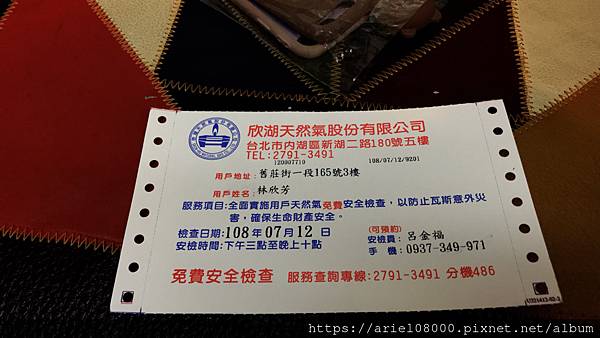 欣湖天然氣股份有限公司
台北市內湖區新湖二路180號五樓
TEL:2791-3491
120907710 108/07/12/9201
用戶地址: 舊莊街一段165號3樓
用戶姓名: 林欣芳
服務項目:全面實施用戶天然氣免費安全檢查,以防止瓦斯意外災
害,確保生命財產安全。
檢查日期:108 年 07 月 12 日 (可預約)
安檢時間:下午三點至晚上十點 安檢員: 呂金福
手 機: 0937-349-971
免費安全檢查 服務查詢專線:2791-3491 分機486
https://ariel08000.pixnet.net/album